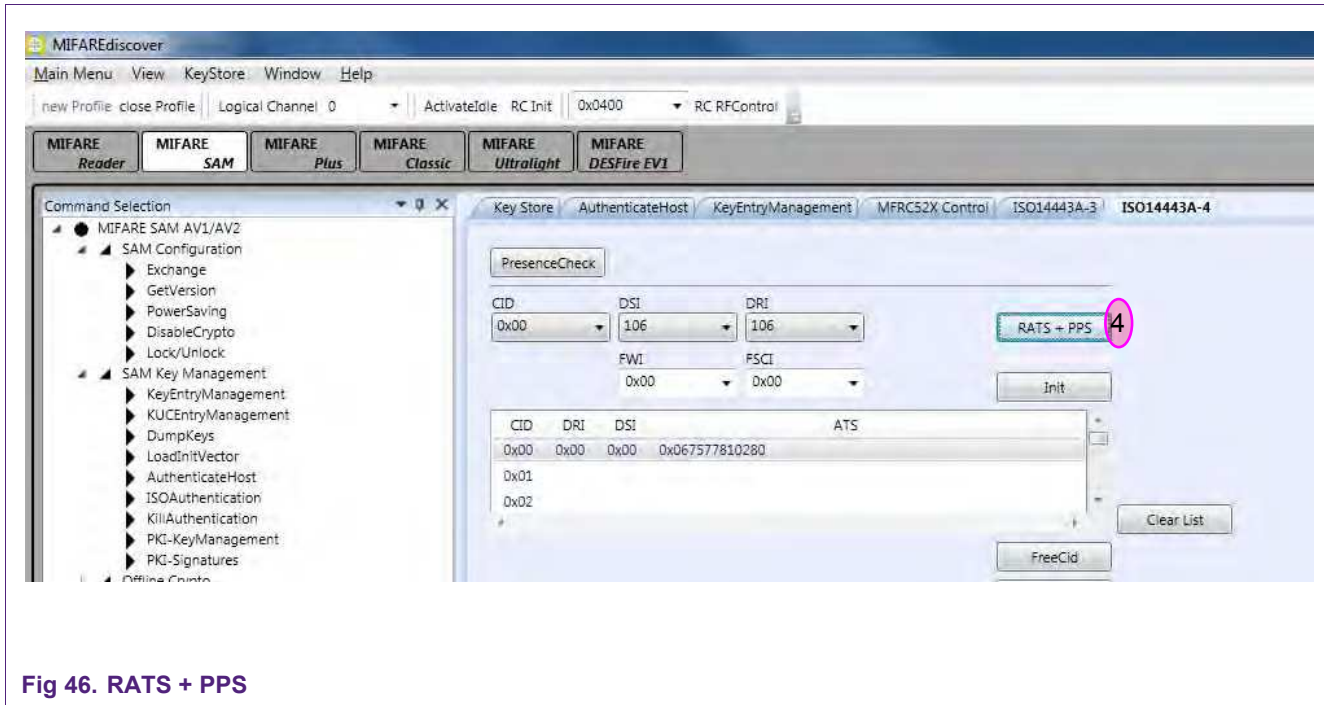 MIFAREdiscover
Main Menu View KeyStore Window Help
new Profile close Profile Logical Channel 0 ActivateIdle RC Init 0x0400 RC RFControl
MIFARE Reader MIFARE SAM MIFARE Plus MIFARE Classic MIFARE Ultralight MIFARE DESFire EV1
Command Selection
MIFARE SAM AV1/AV2
SAM Configuration
Exchange
GetVersion
PowerSaving
DisableCrypto
Lock/Unlock
SAM Key Management
KeyEntryManagement
KUCEntryManagement
DumpKeys
LoadInitVector
AuthenticateHost
ISOAuthentication
KillAuthentication
PKI-KeyManagement
PKI-Signatures
Offline Crypto
Key Store AuthenticateHost KeyEntryManagement MFRC52X Control ISO14443A-3 ISO14443A-4
PresenceCheck
CID DSI DRI
0x00 106 106 RATS + PPS 4
FWI FSCI
0x00 0x00 Init
CID DRI DSI ATS
0x00 0x00 0x00 0x067577810280
0x01
0x02
Clear List
FreeCid
Fig 46. RATS + PPS